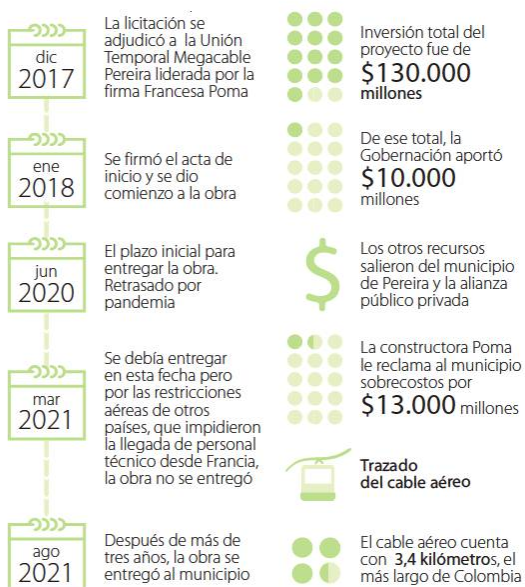 dic
2017
La licitación se
adjudicó a la Unión
Temporal Megacable
Pereira liderada por la
firma Francesa Poma
ene
2018
Se firmó el acta de
inicio y se dio
comienzo a la obra
jun
2020
El plazo inicial para
entregar la obra.
Retrasado por
pandemia
mar
2021
Se debía entregar
en esta fecha pero
por las restricciones
aéreas de otros
países, que impidieron
la llegada de personal
técnico desde Francia,
la obra no se entregó
ago
2021
Después de más de
tres años, la obra se
entregó al municipio
Inversión total del
proyecto fue de
$130.000
millones
De ese total, la
Gobernación aportó
$10.000
millones
$
Los otros recursos
salieron del municipio
de Pereira y la alianza
público privada
La constructora Poma
le reclama al municipio
sobrecostos por
$13.000 millones
Trazado
del cable aéreo
El cable aéreo cuenta
con 3,4 kilómetros, el
más largo de Colombia